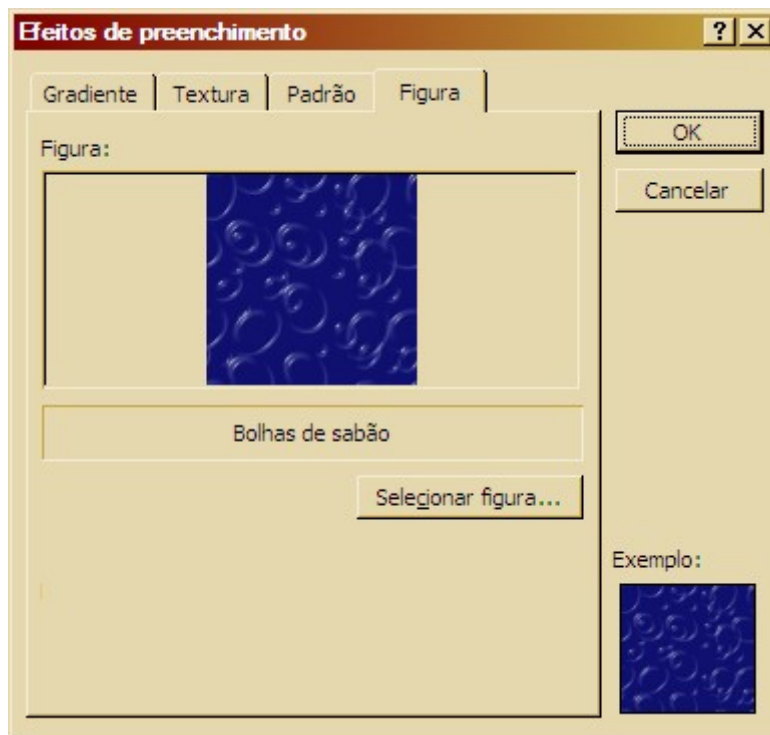 Efeitos de preenchimento
Gradiente Textura Padrão Figura
Figura:
OK
Cancelar
Bolhas de sabão
Selecionar figura...
Exemplo: